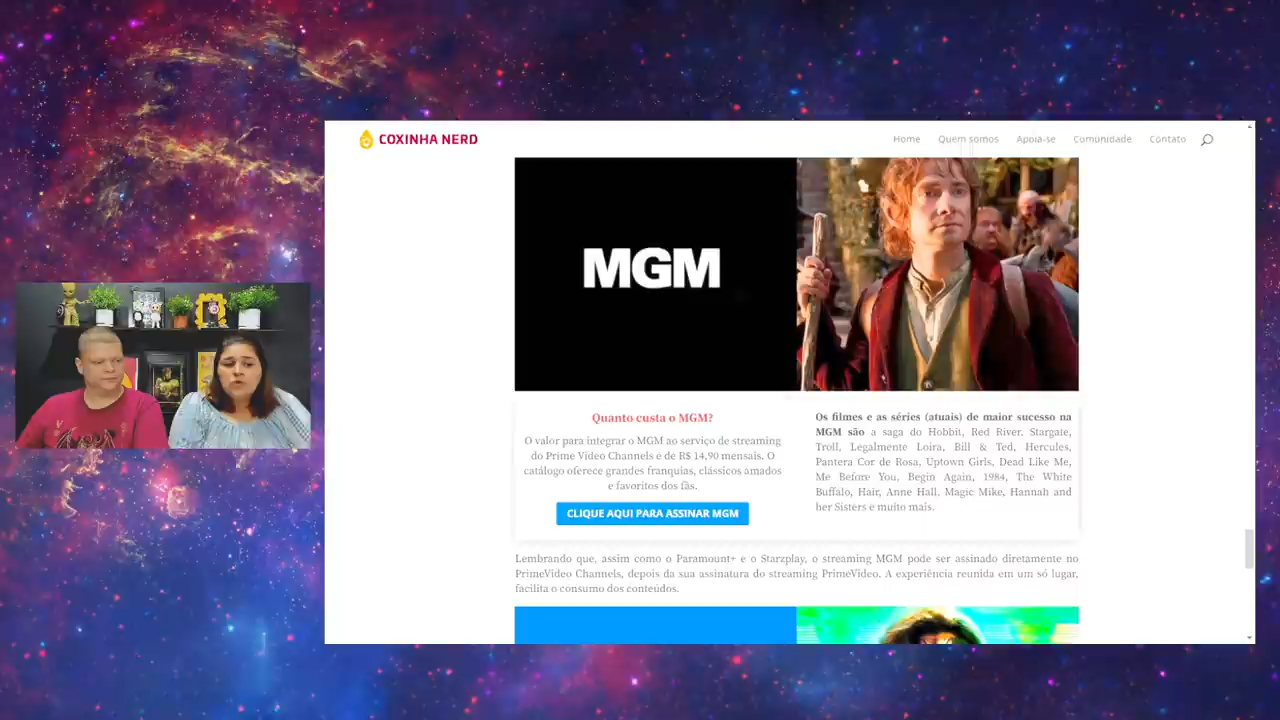 COXINHA NERD
Home Quem somos Apoia-se Comunidade Contato
MGM
Quanto custa o MGM?
O valor para integrar o MGM ao serviço de streaming
do Prime Video Channels é de R$ 14,90 mensais. O
catálogo oferece grandes franquias, clássicos amados
e favoritos dos fãs.
CLIQUE AQUI PARA ASSINAR MGM
Os filmes e as séries (atuais) de maior sucesso na
MGM são a saga do Hobbit, Red River, Stargate,
Troll, Legalmente Loira, Bill & Ted, Hercules,
Pantera Cor de Rosa, Uptown Girls, Dead Like Me,
Me Before You, Begin Again, 1984, The White
Buffalo, Hair, Anne Hall, Magic Mike, Hannah and
her Sisters e muito mais.
Lembrando que, assim como o Paramount+ e o Starzplay, o streaming MGM pode ser assinado diretamente no
PrimeVideo Channels, depois da sua assinatura do streaming PrimeVideo. A experiência reunida em um só lugar,
facilita o consumo dos conteúdos.